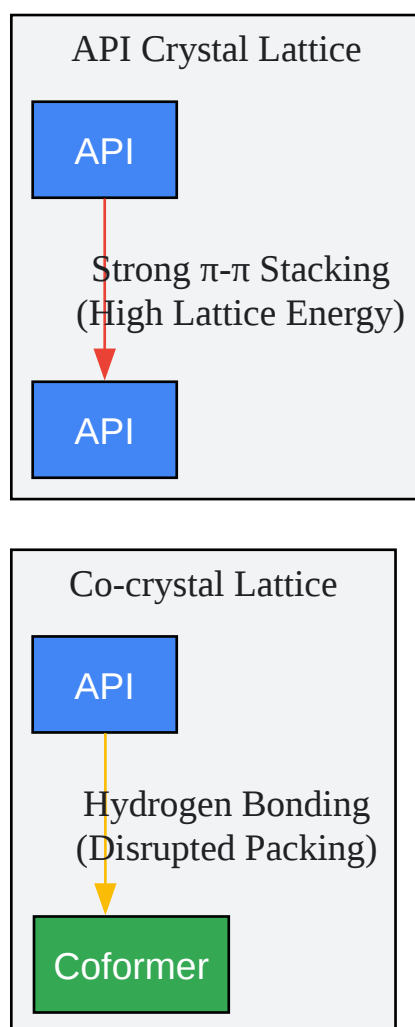 API Crystal Lattice
API
Strong π-π Stacking
(High Lattice Energy)
API
Co-crystal Lattice
API
Hydrogen Bonding
(Disrupted Packing)
Coformer